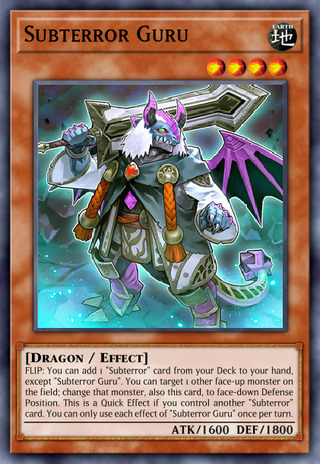 Subterror Guru
EARTH
地
[Dragon / Effect]
FLIP: You can add 1 "Subterror" card from your Deck to your hand,
except "Subterror Guru". You can target 1 other face-up monster on
the field; change that monster, also this card, to face-down Defense
Position. This is a Quick Effect if you control another "Subterror"
card. You can only use each effect of "Subterror Guru" once per turn.
ATK/1600 DEF/1800